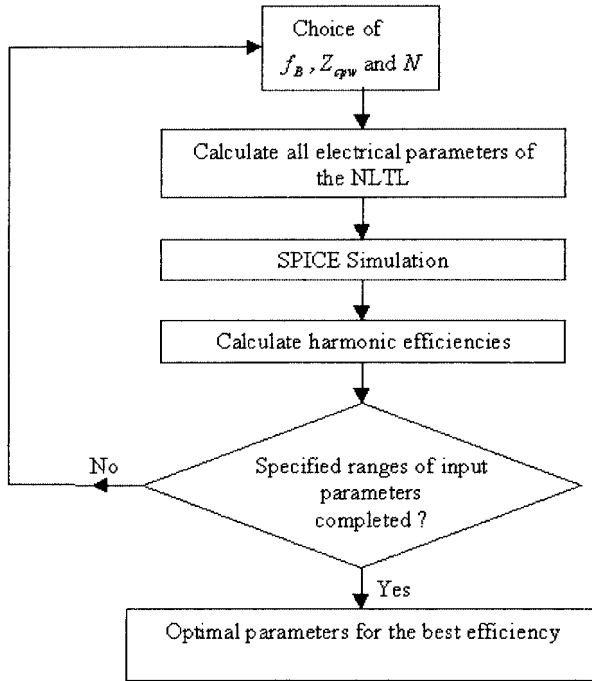 Choice of
f_B, Z_cpw and N
Calculate all electrical parameters of
the NLTL
SPICE Simulation
Calculate harmonic efficiencies
No
Specified ranges of input
parameters
completed ?
Yes
Optimal parameters for the best efficiency